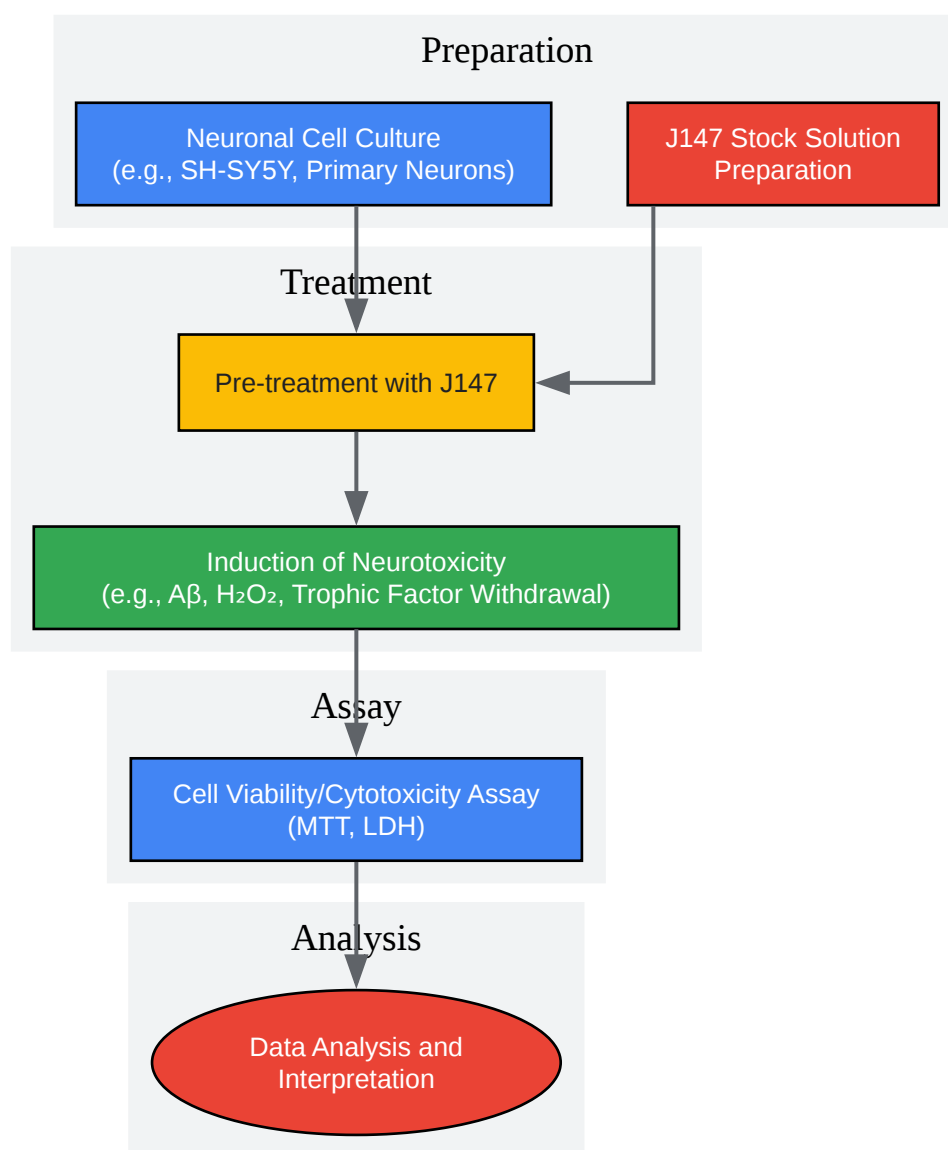 Preparation
Neuronal Cell Culture
(e.g., SH-SY5Y, Primary Neurons)
J147 Stock Solution
Preparation
Treatment
Pre-treatment with J147
Induction of Neurotoxicity
(e.g., Aβ, H₂O₂, Trophic Factor Withdrawal)
Assay
Cell Viability/Cytotoxicity Assay
(MTT, LDH)
Analysis
Data Analysis and
Interpretation